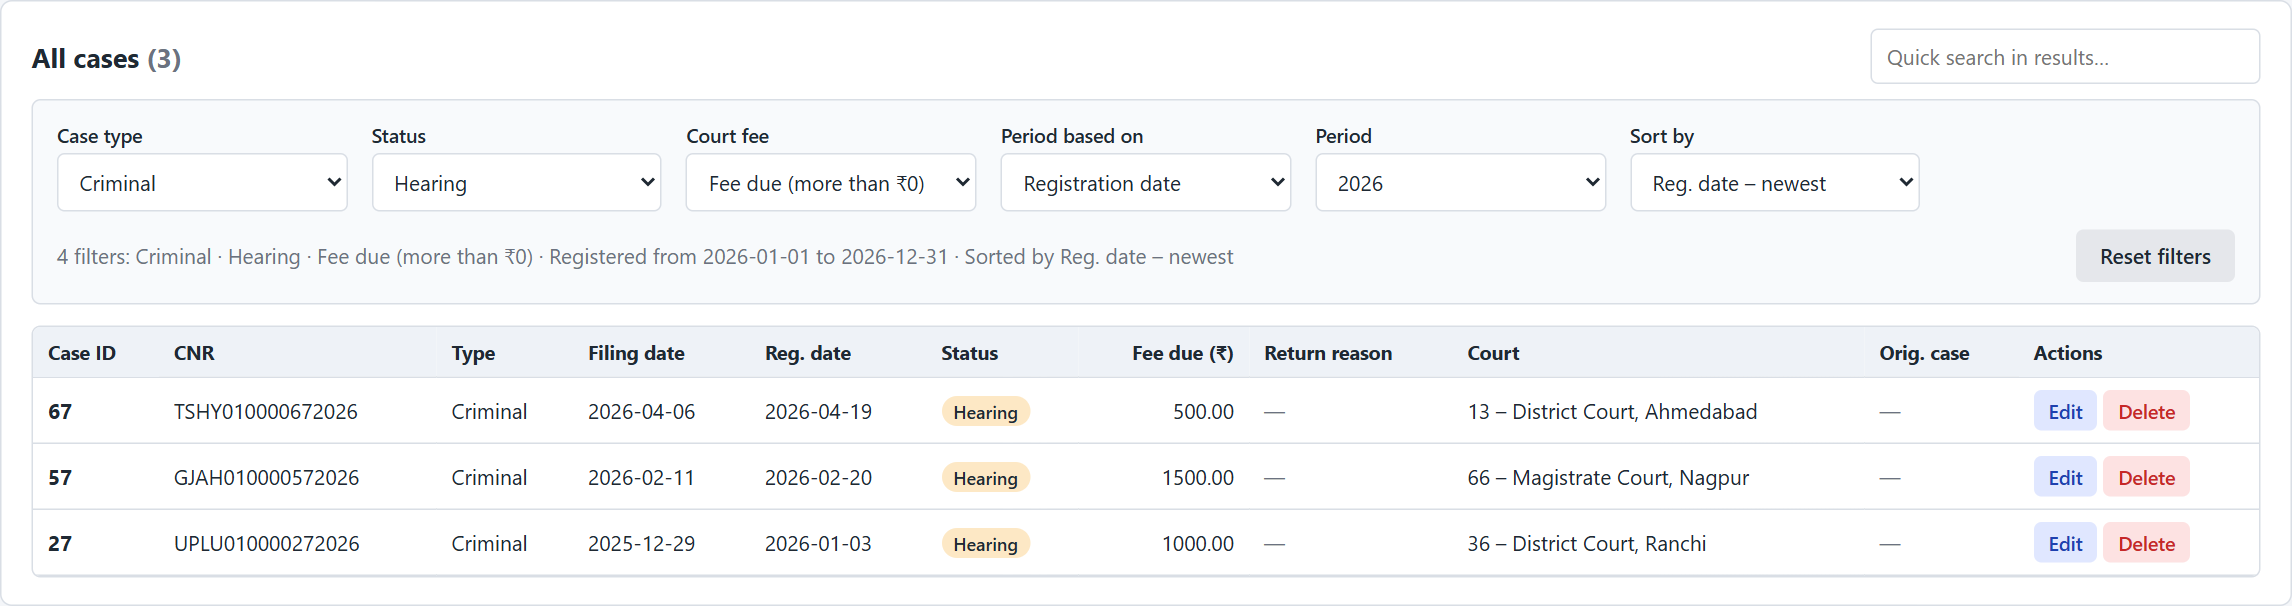 All cases (3)
Quick search in results...
Case type Status Court fee Period based on Period Sort by
Criminal Hearing Fee due (more than ₹0) Registration date 2026 Reg. date – newest
4 filters: Criminal · Hearing · Fee due (more than ₹0) · Registered from 2026-01-01 to 2026-12-31 · Sorted by Reg. date – newest
Reset filters
Case ID CNR Type Filing date Reg. date Status Fee due (₹) Return reason Court Orig. case Actions
67 TSHY010000672026 Criminal 2026-04-06 2026-04-19 Hearing 500.00 — 13 – District Court, Ahmedabad — Edit Delete
57 GJAH010000572026 Criminal 2026-02-11 2026-02-20 Hearing 1500.00 — 66 – Magistrate Court, Nagpur — Edit Delete
27 UPLU010000272026 Criminal 2025-12-29 2026-01-03 Hearing 1000.00 — 36 – District Court, Ranchi — Edit Delete